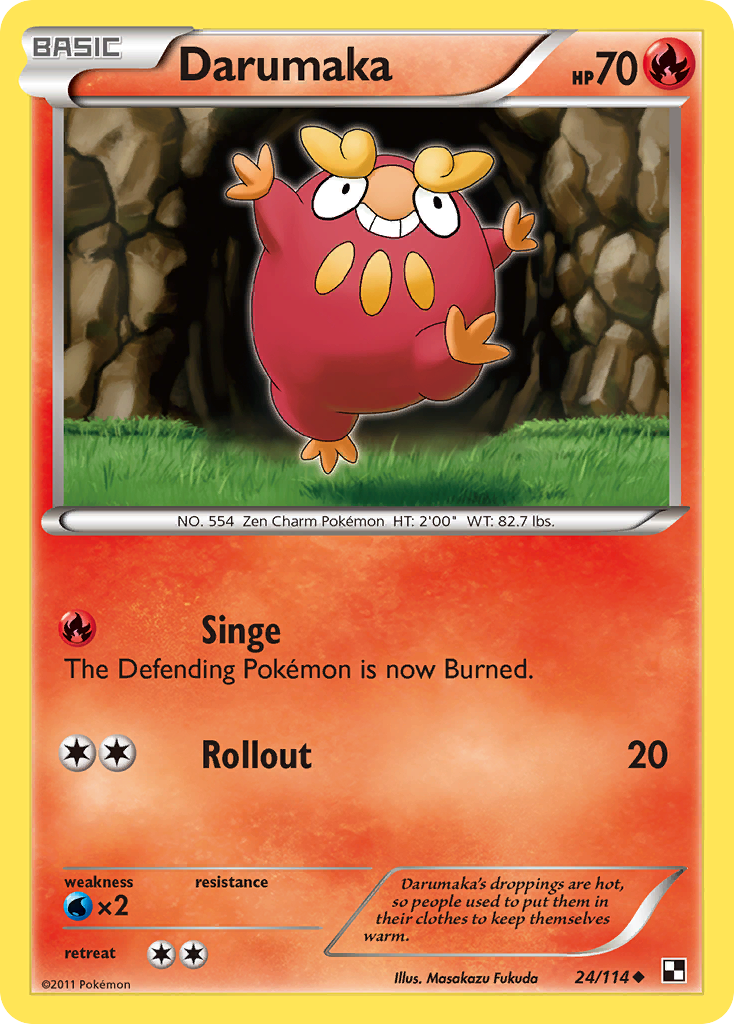 BASIC
Darumaka
HP70
NO. 554 Zen Charm Pokémon HT: 2'00" WT: 82.7 lbs.
Singe
The Defending Pokémon is now Burned.
Rollout 20
weakness resistance
×2
retreat
Darumaka's droppings are hot,
so people used to put them in
their clothes to keep themselves
warm.
©2011 Pokémon
Illus. Masakazu Fukuda
24/114